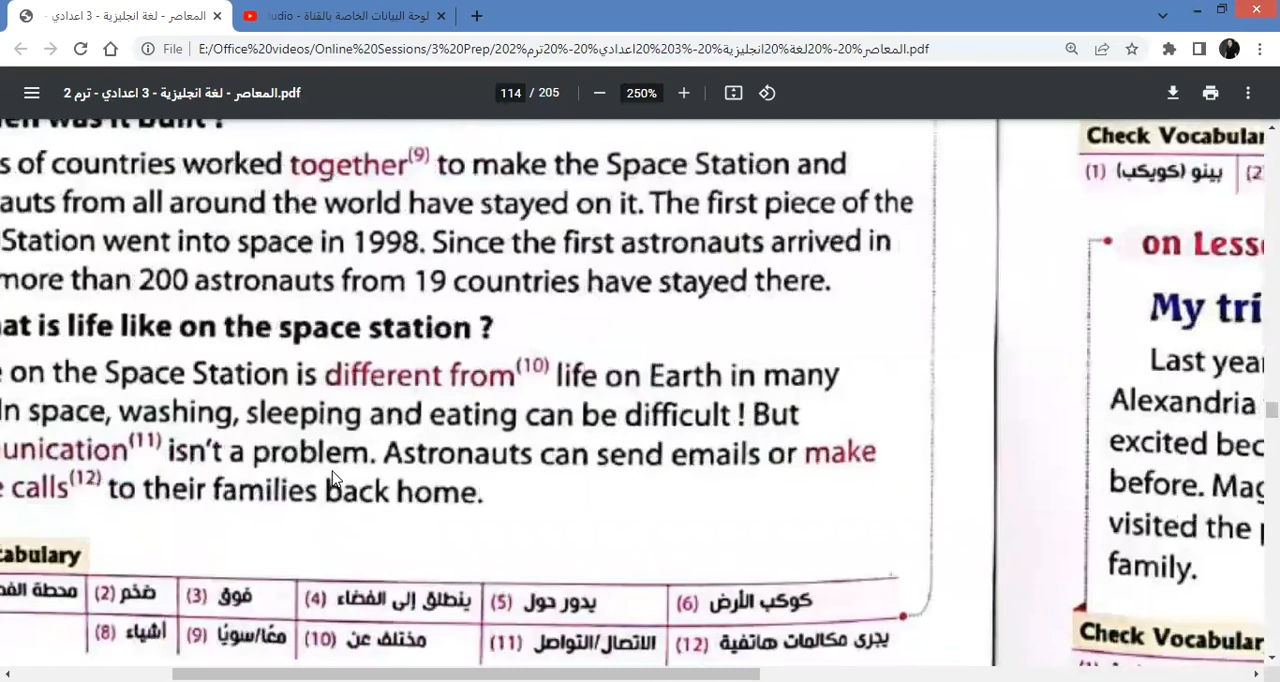 المعاصر - لغة انجليزية - 3 اعدادي -
لوحة البيانات الخاصة بالقناة - tudio
File | E:/Office%20videos/Online%20Sessions/3%20Prep/202المعاصر%20-%20لغة%20انجليزية%20-%203%20اعدادي%20-%20ترم%.pdf
المعاصر - لغة انجليزية - 3 اعدادي - ترم 2.pdf
114 / 205
250%
en was it built ?
s of countries worked together(9) to make the Space Station and
auts from all around the world have stayed on it. The first piece of the
Station went into space in 1998. Since the first astronauts arrived in
more than 200 astronauts from 19 countries have stayed there.
at is life like on the space station ?
e on the Space Station is different from(10) life on Earth in many
In space, washing, sleeping and eating can be difficult ! But
unication(11) isn't a problem. Astronauts can send emails or make
e calls(12) to their families back home.
cabulary
محطة الفض
(2) ضخم
(3) فوق
(4) ينطلق إلى الفضاء
(5) يدور حول
(6) كوكب الأرض
(8) أشياء
(9) معًا/سويًا
(10) مختلف عن
(11) الاتصال/التواصل
(12) يجرى مكالمات هاتفية
Check Vocabular
(1) بينو (كويكب)
(2
on Less
My tri
Last yea
Alexandria
excited bec
before. Mag
visited the
family.
Check Vocabular